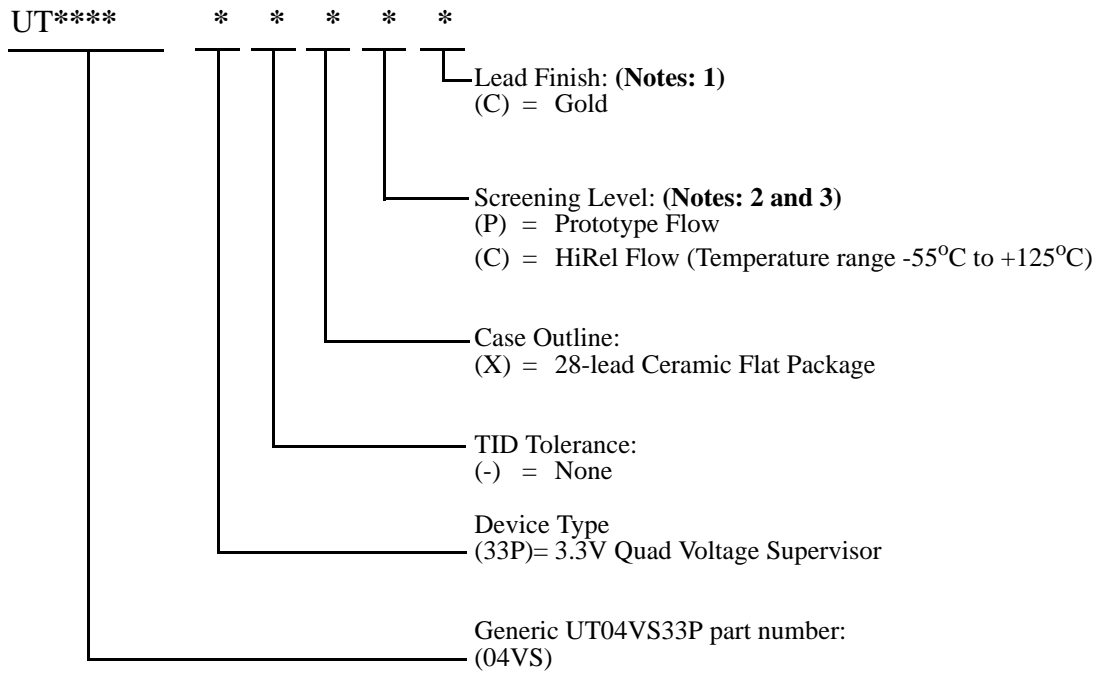 UT**** * * * * *
Lead Finish: (Notes: 1)
(C) = Gold
Screening Level: (Notes: 2 and 3)
(P) = Prototype Flow
(C) = HiRel Flow (Temperature range -55°C to +125°C)
Case Outline:
(X) = 28-lead Ceramic Flat Package
TID Tolerance:
(-) = None
Device Type
(33P)= 3.3V Quad Voltage Supervisor
Generic UT04VS33P part number:
(04VS)